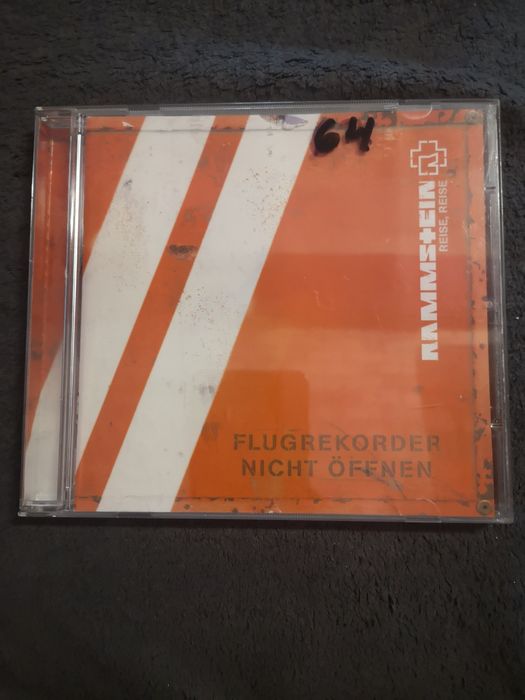 64
RAMMSTEIN
REISE, REISE
FLUGREKORDER
NICHT ÖFFNEN